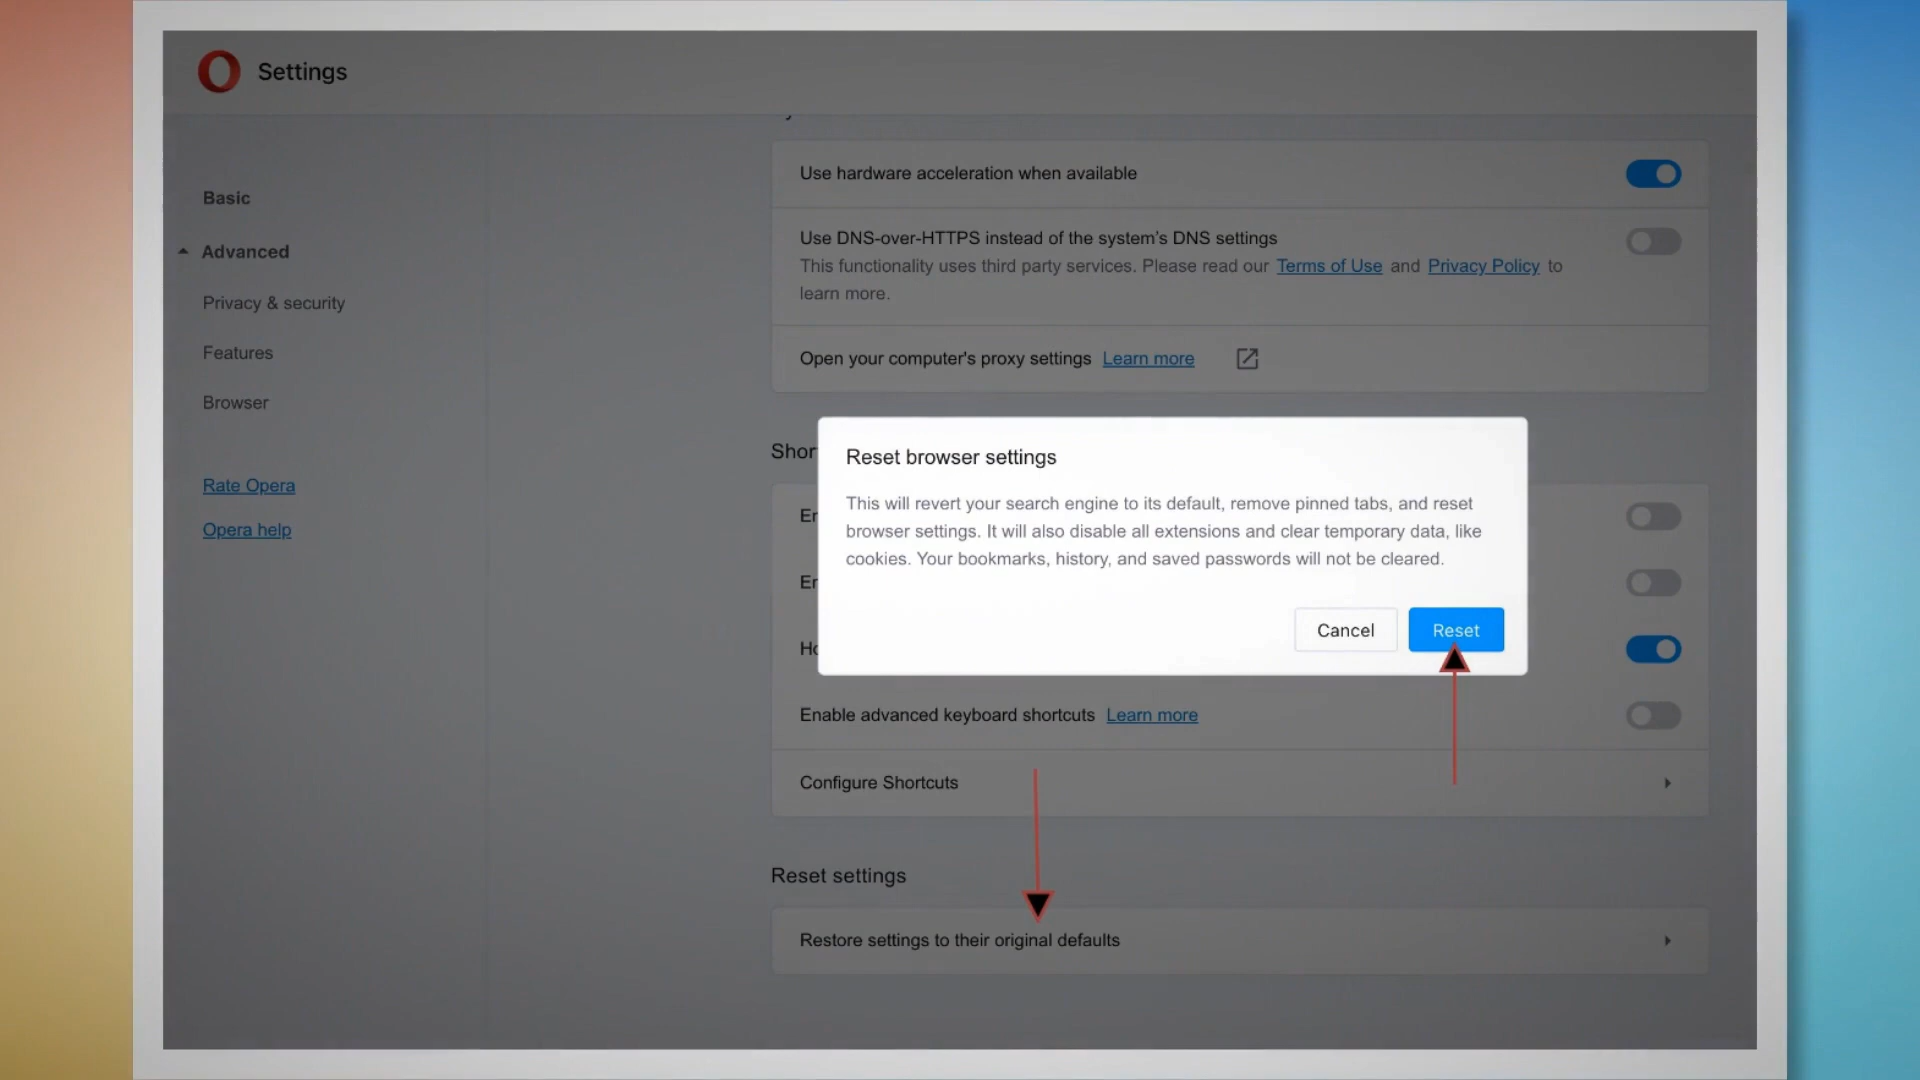 Settings
Basic
Advanced
Privacy & security
Features
Browser
Rate Opera
Opera help
Use hardware acceleration when available
Use DNS-over-HTTPS instead of the system's DNS settings
This functionality uses third party services. Please read our Terms of Use and Privacy Policy to
learn more.
Open your computer's proxy settings Learn more
Reset browser settings
This will revert your search engine to its default, remove pinned tabs, and reset
browser settings. It will also disable all extensions and clear temporary data, like
cookies. Your bookmarks, history, and saved passwords will not be cleared.
Cancel Reset
Enable advanced keyboard shortcuts Learn more
Configure Shortcuts
Reset settings
Restore settings to their original defaults